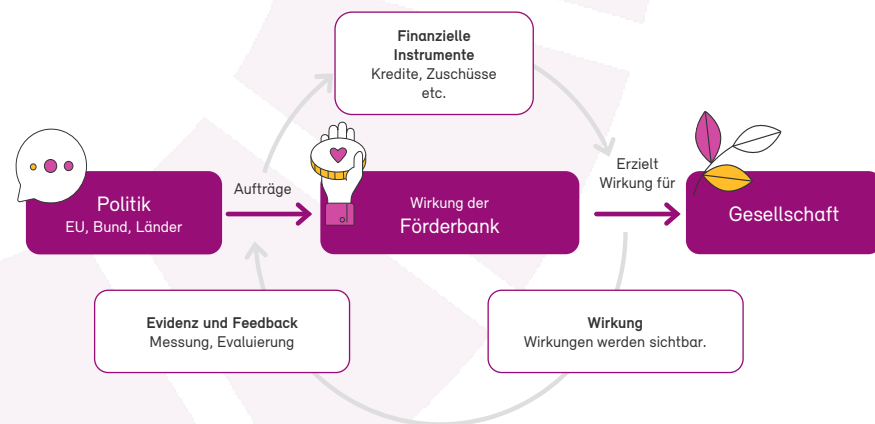 Finanzielle
Instrumente
Kredite, Zuschüsse
etc.
Politik
EU, Bund, Länder
Aufträge
Wirkung der
Förderbank
Erzielt
Wirkung für
Gesellschaft
Evidenz und Feedback
Messung, Evaluierung
Wirkung
Wirkungen werden sichtbar.